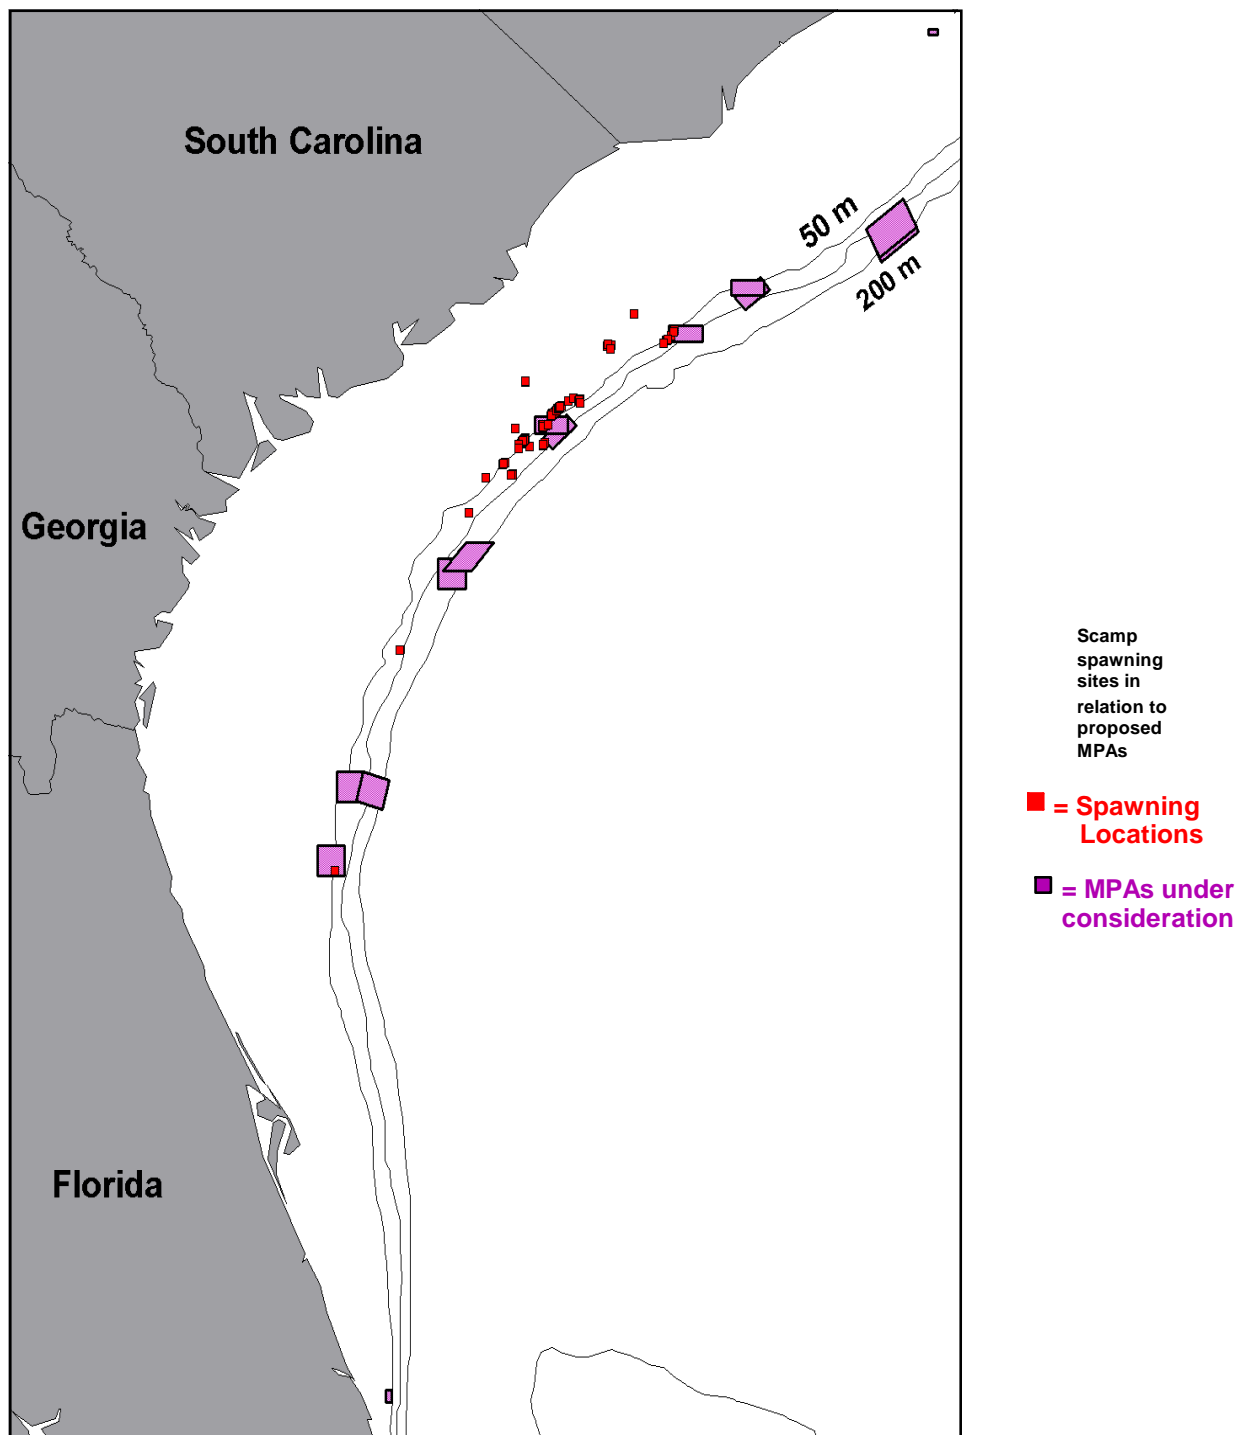 South Carolina
50 m
200 m
Georgia
Scamp
spawning
sites in
relation to
proposed
MPAs
= Spawning
Locations
= MPAs under
consideration
Florida